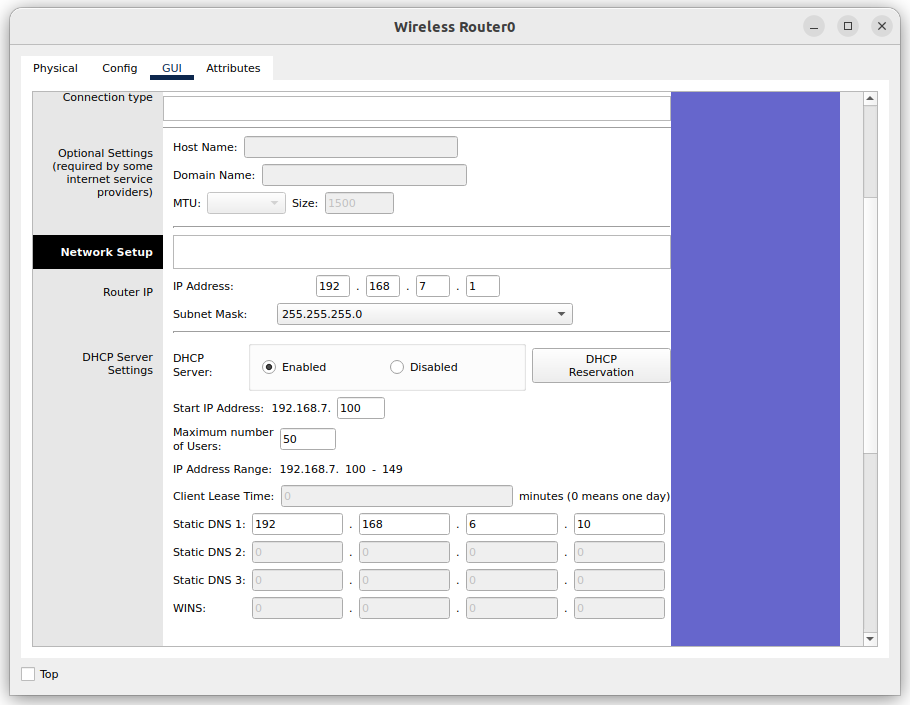 Wireless Router0
Physical Config GUI Attributes
Connection type
Optional Settings
(required by some
internet service
providers)
Host Name:
Domain Name:
MTU: Size: 1500
Network Setup
Router IP
IP Address: 192 . 168 . 7 . 1
Subnet Mask: 255.255.255.0
DHCP Server
Settings
DHCP
Server:
Enabled Disabled
DHCP
Reservation
Start IP Address: 192.168.7. 100
Maximum number
of Users: 50
IP Address Range: 192.168.7. 100 - 149
Client Lease Time: 0 minutes (0 means one day)
Static DNS 1: 192 . 168 . 6 . 10
Static DNS 2: 0 . 0 . 0 . 0
Static DNS 3: 0 . 0 . 0 . 0
WINS: 0 . 0 . 0 . 0
Top